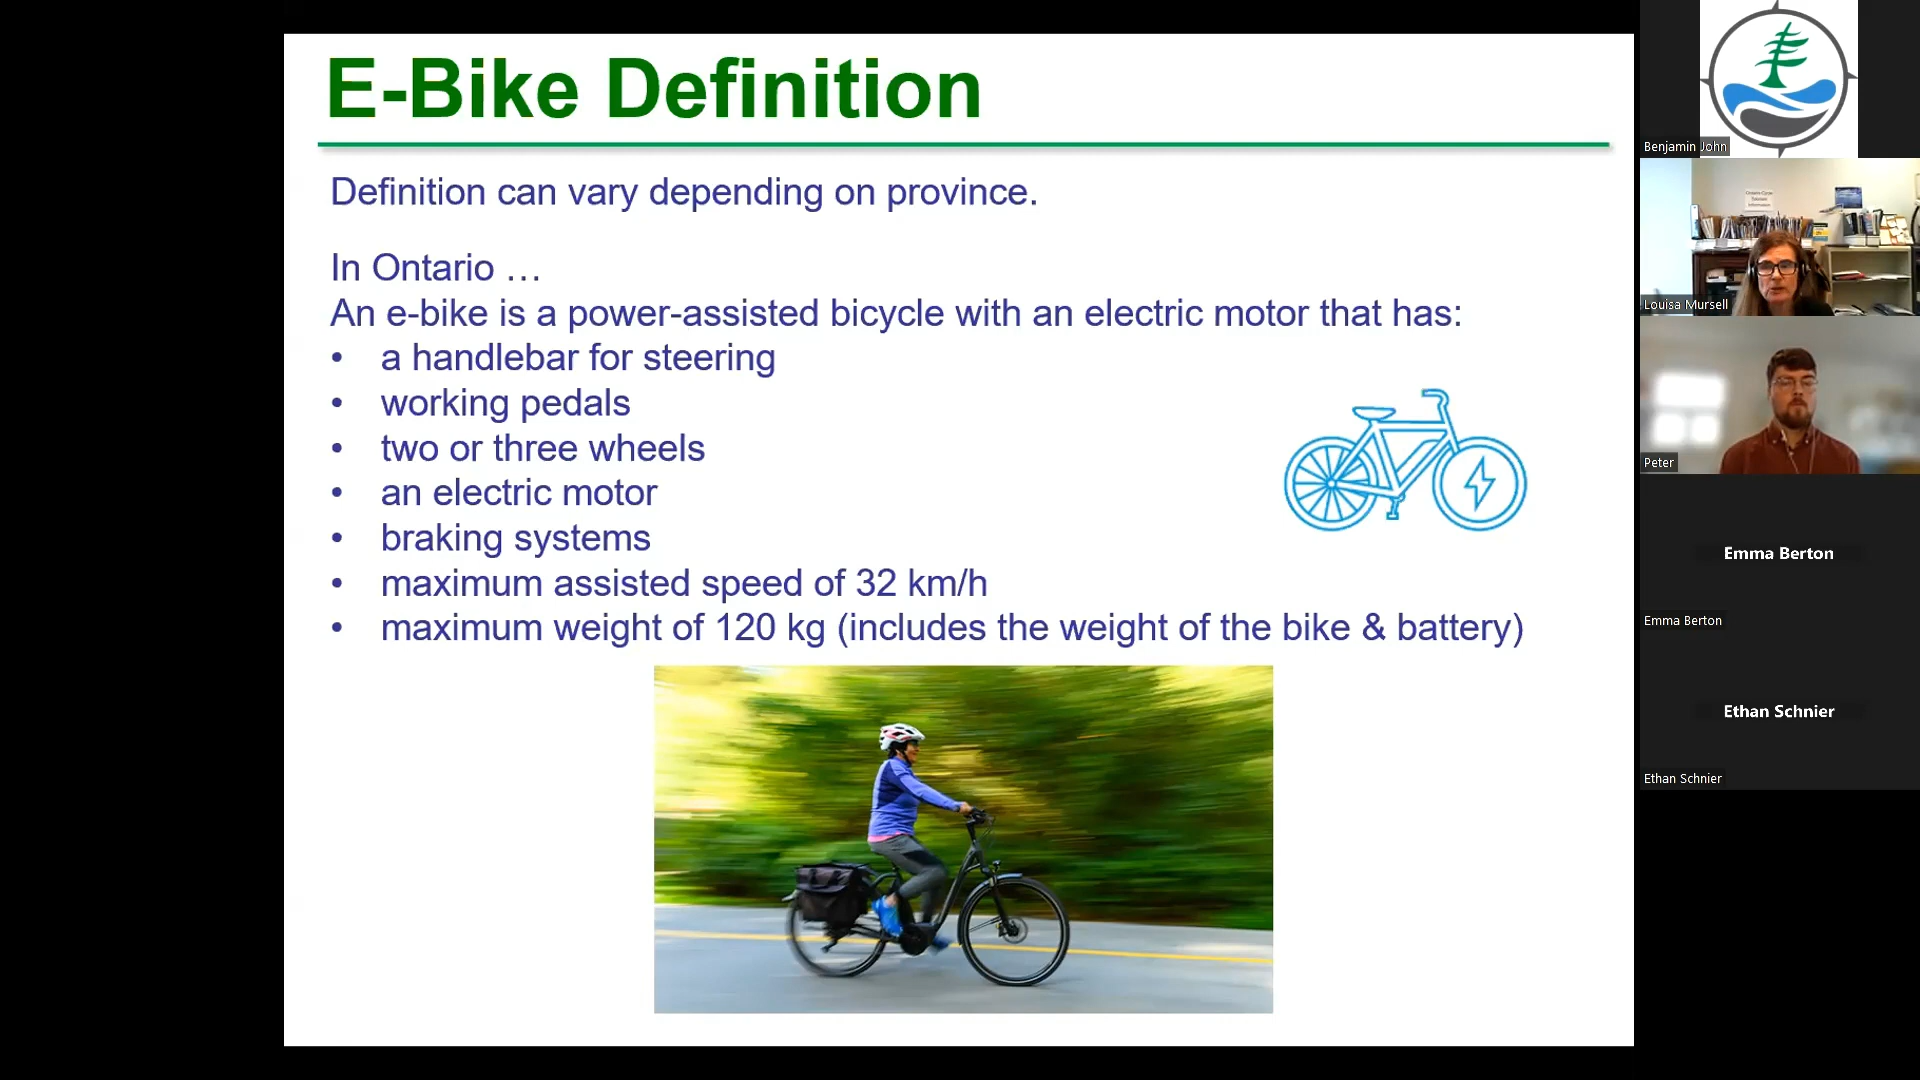 E-Bike Definition
Definition can vary depending on province.
In Ontario …
An e-bike is a power-assisted bicycle with an electric motor that has:
• a handlebar for steering
• working pedals
• two or three wheels
• an electric motor
• braking systems
• maximum assisted speed of 32 km/h
• maximum weight of 120 kg (includes the weight of the bike & battery)
Benjamin John
Louisa Mursell
Peter
Emma Berton
Emma Berton
Ethan Schnier
Ethan Schnier